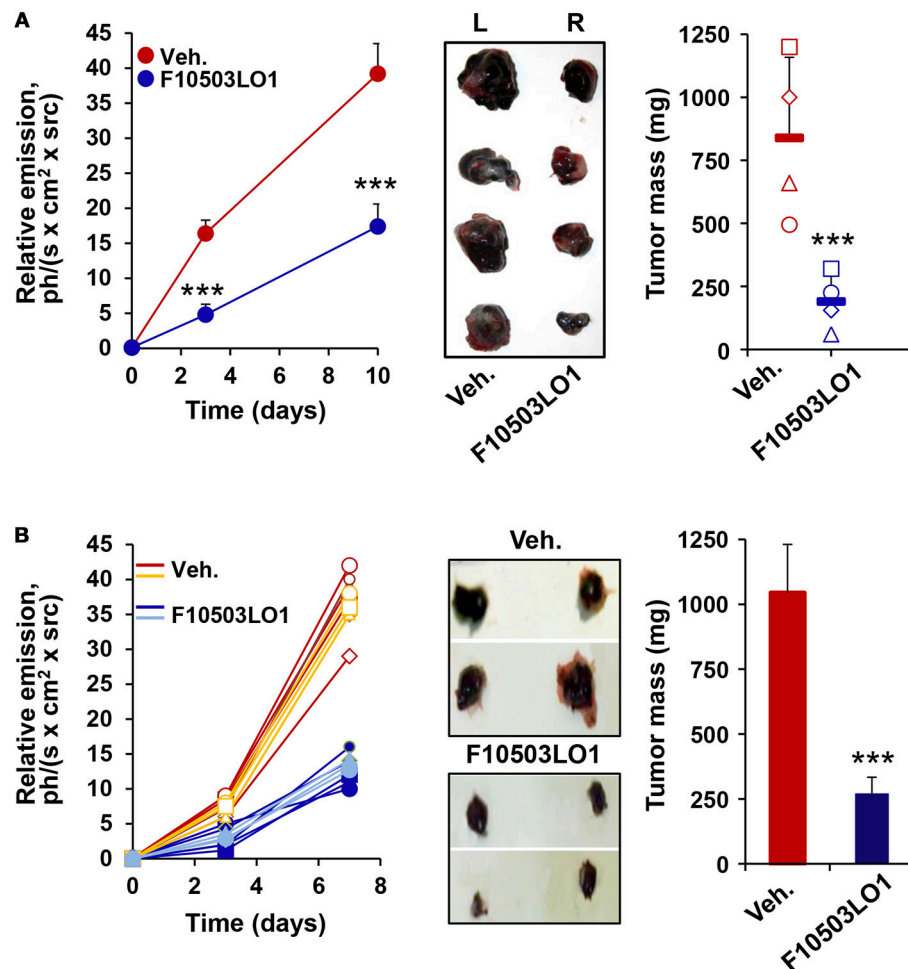 A
Relative emission,
ph/(s x cm² x src)
45
40
35
30
25
20
15
10
5
0
Veh.
F10503LO1
***
***
0
2
4
6
8
10
Time (days)
L
R
Veh.
F10503LO1
Tumor mass (mg)
1250
1000
750
500
250
0
***
Veh.
F10503LO1
B
Relative emission,
ph/(s x cm² x src)
45
40
35
30
25
20
15
10
5
0
Veh.
F10503LO1
0
2
4
6
8
Time (days)
Veh.
F10503LO1
Tumor mass (mg)
1250
1000
750
500
250
0
***
Veh.
F10503LO1